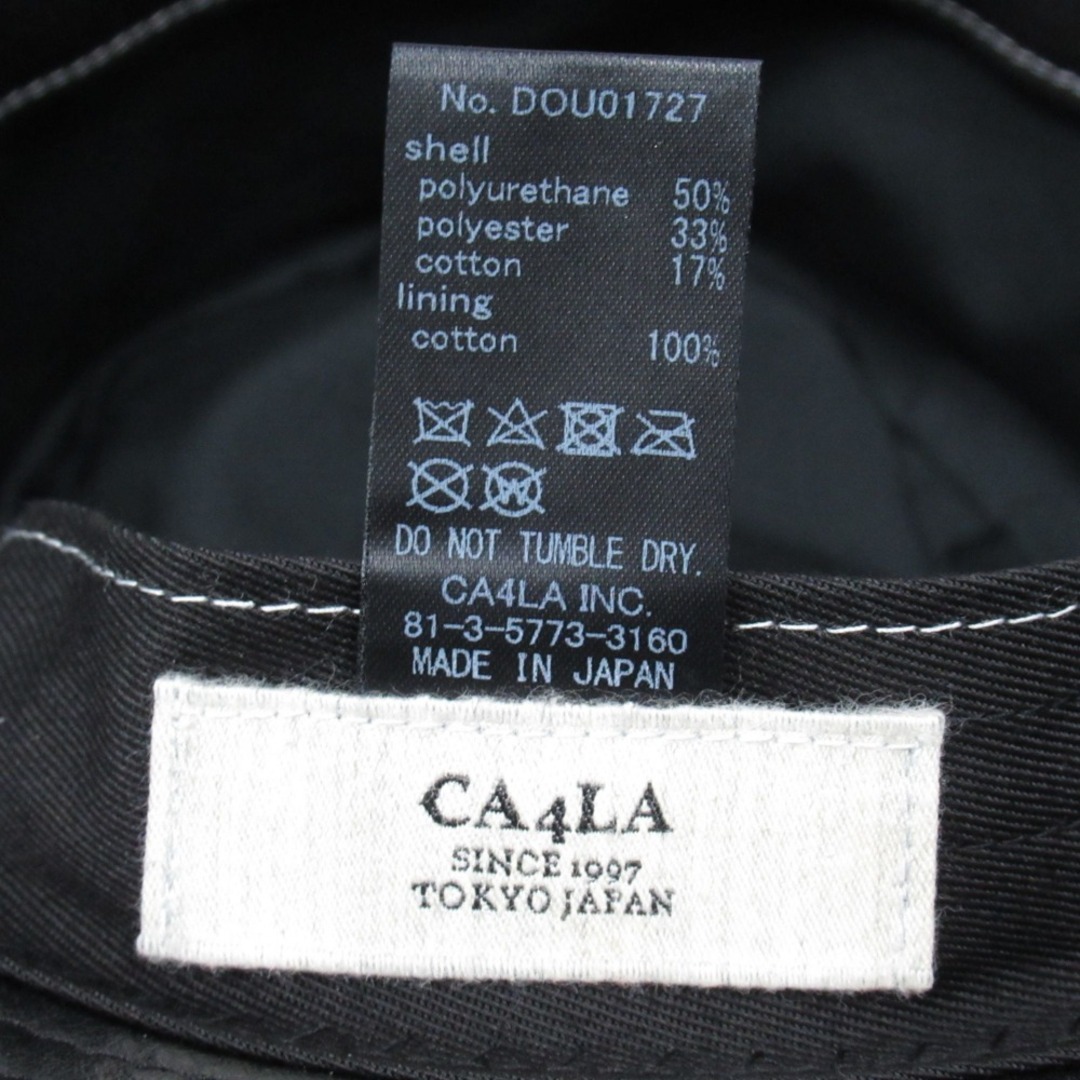 No. DOU01727
shell
polyurethane 50%
polyester 33%
cotton 17%
lining
cotton 100%
W
DO NOT TUMBLE DRY.
CA4LA INC.
81-3-5773-3160
MADE IN JAPAN
CA4LA
SINCE 1997
TOKYO JAPAN